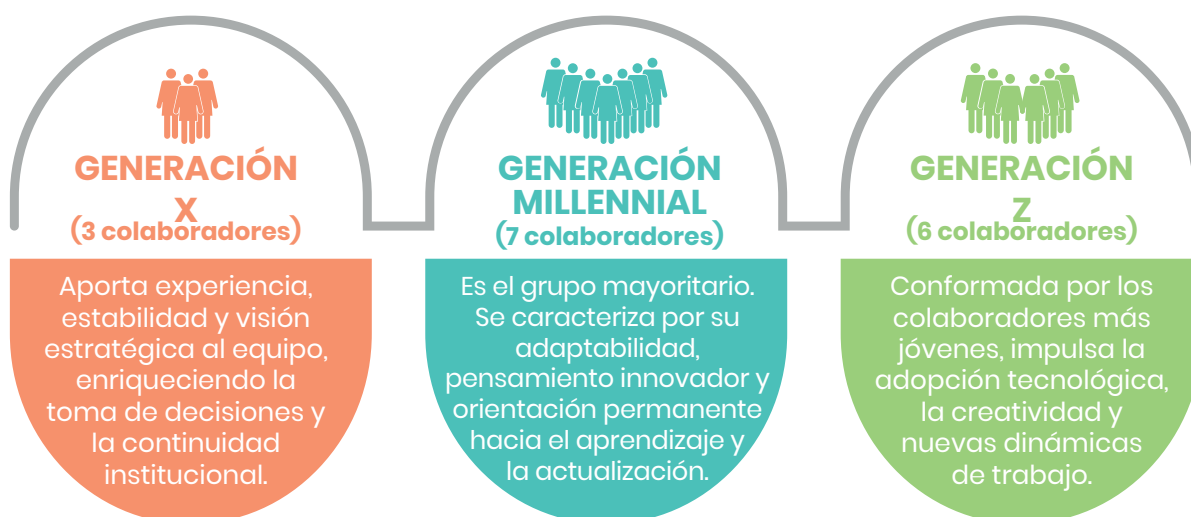 GENERACIÓN
X
(3 colaboradores)
Aporta experiencia,
estabilidad y visión
estratégica al equipo,
enriqueciendo la
toma de decisiones y
la continuidad
institucional.
GENERACIÓN
MILLENNIAL
(7 colaboradores)
Es el grupo mayoritario.
Se caracteriza por su
adaptabilidad,
pensamiento innovador y
orientación permanente
hacia el aprendizaje y
la actualización.
GENERACIÓN
Z
(6 colaboradores)
Conformada por los
colaboradores más
jóvenes, impulsa la
adopción tecnológica,
la creatividad y
nuevas dinámicas
de trabajo.